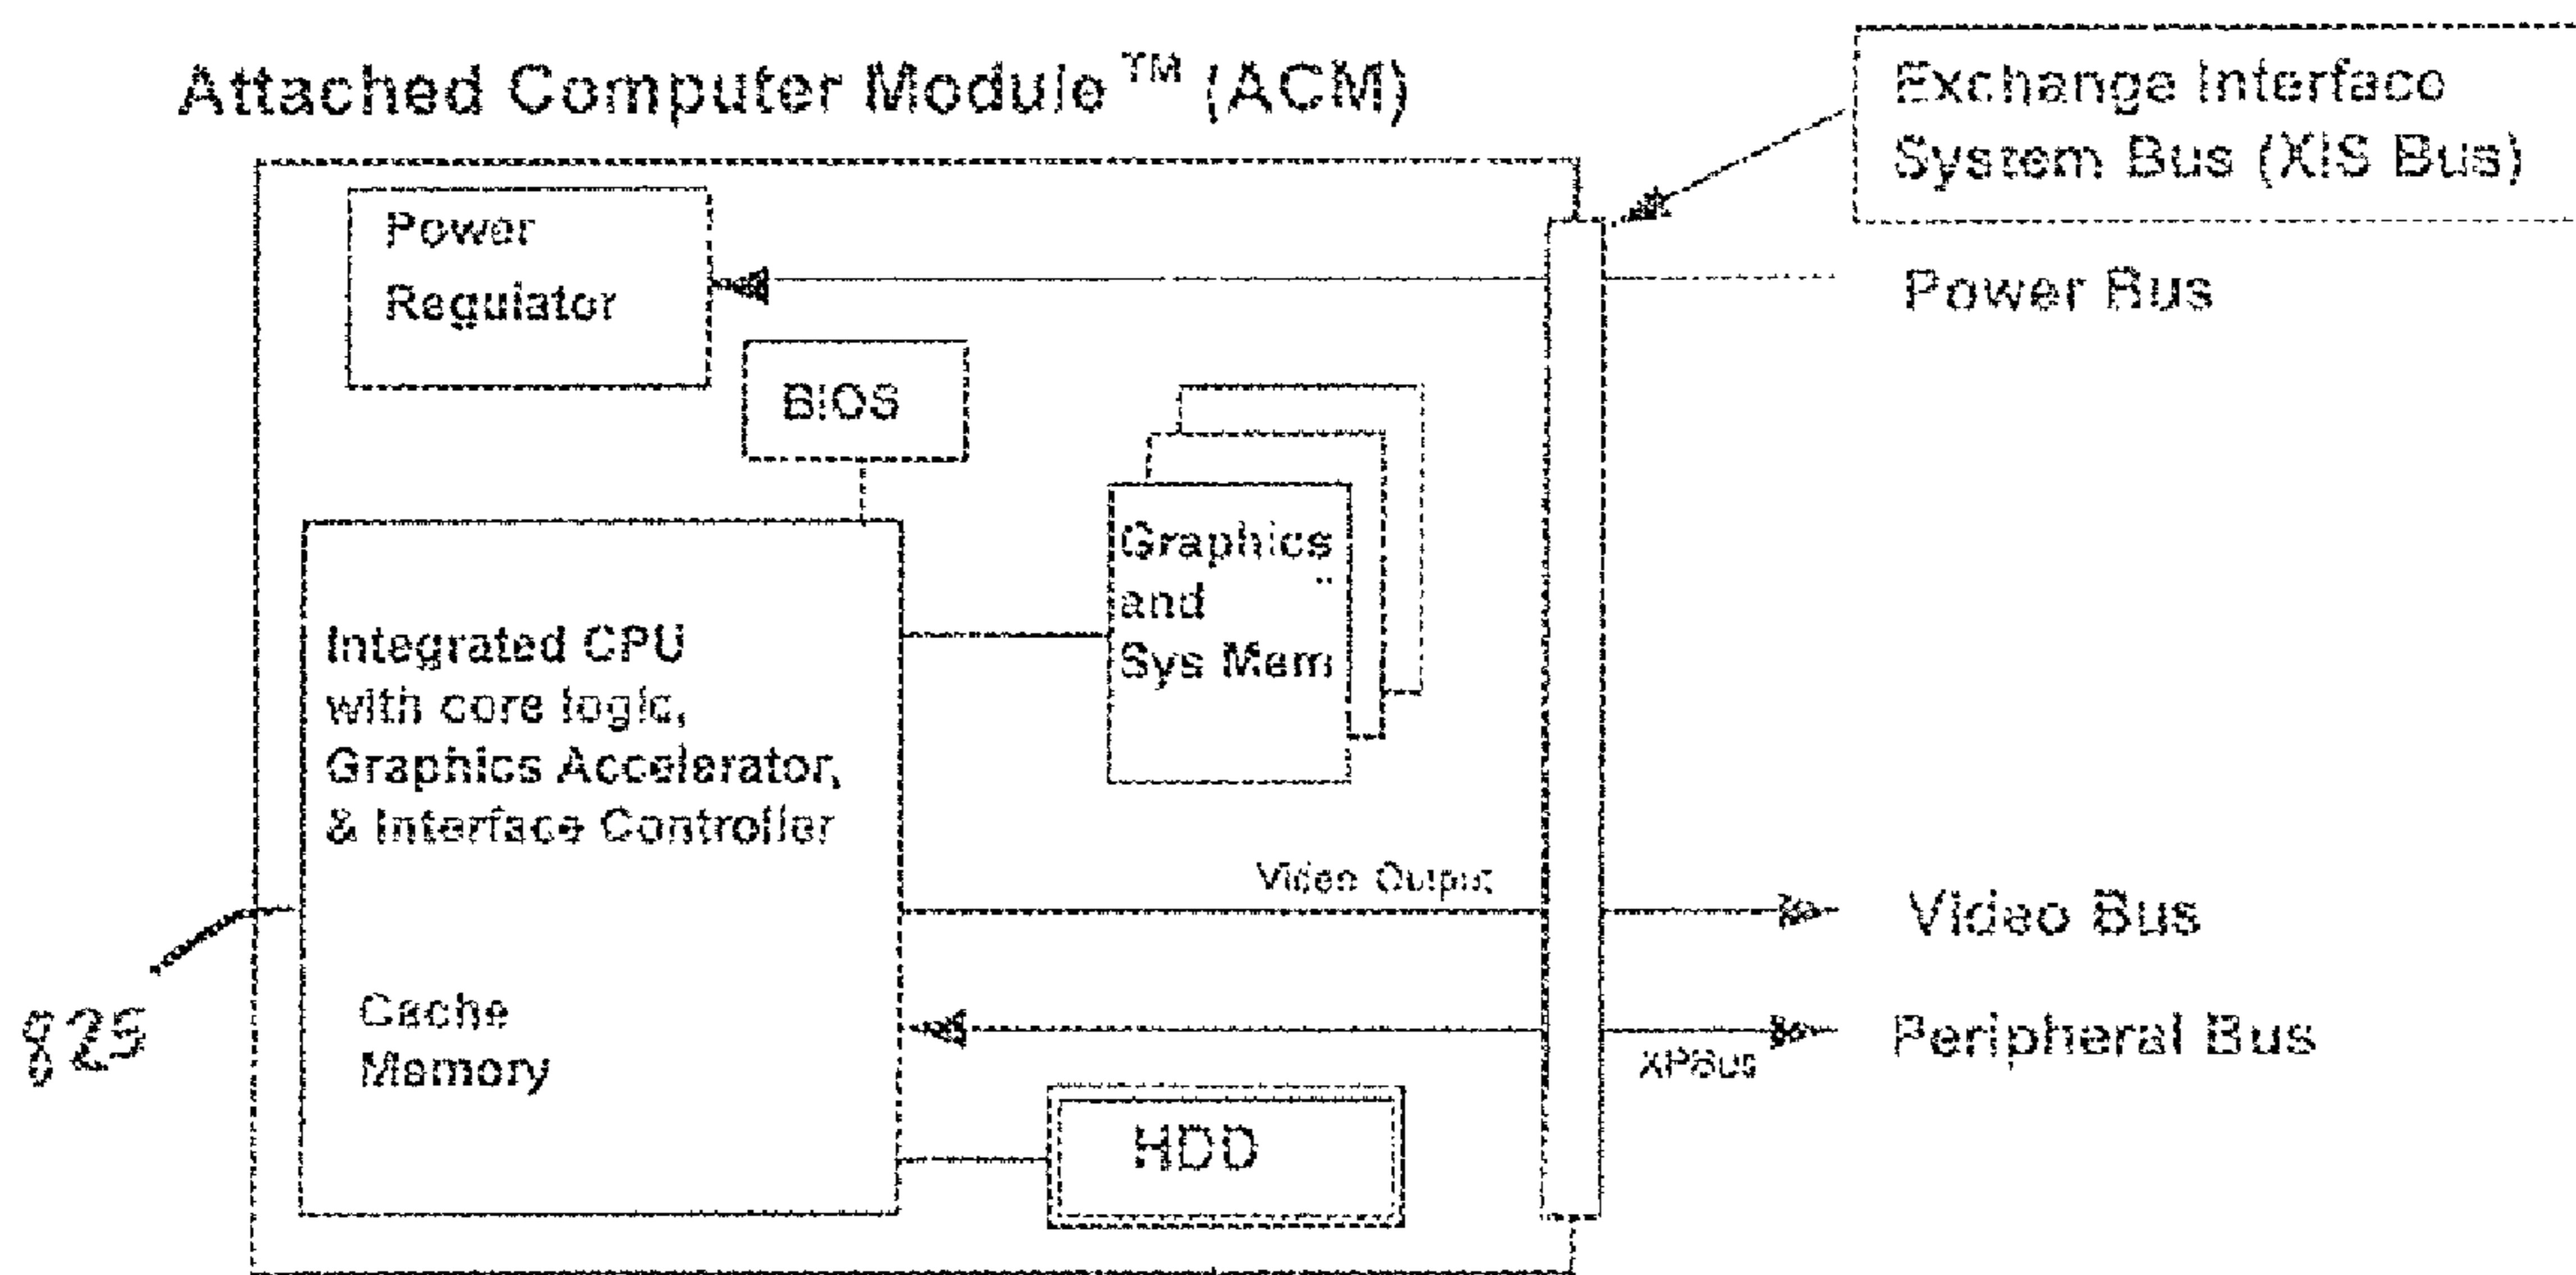 Attached Computer Module™ (ACM)
Exchange Interface
System Bus (XIS Bus)
Power
Regulator
Power Bus
BIOS
Graphics
and
Sys Mem
Integrated CPU
with core logic,
Graphics Accelerator,
& Interface Controller
Video Output
Video Bus
825
Cache
Memory
XPBus
Peripheral Bus
HDD